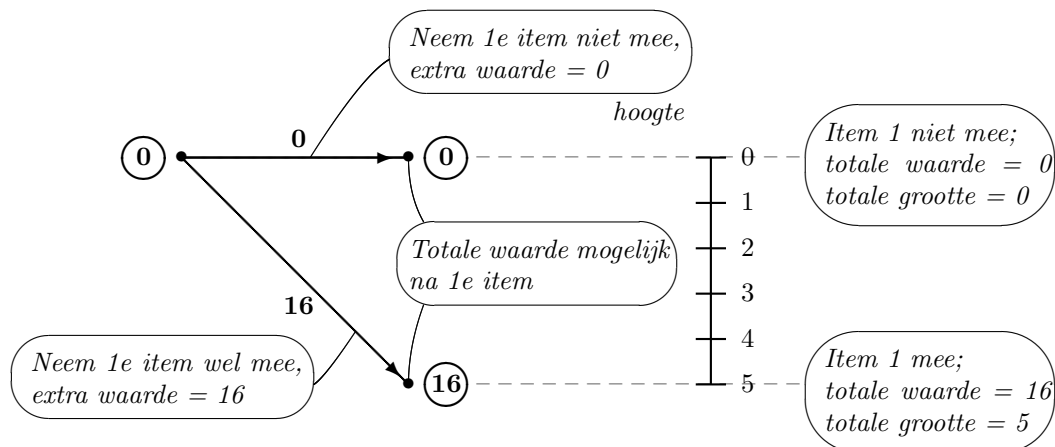 Neem 1e item niet mee,
extra waarde = 0
hoogte
0
0
0
0
Item 1 niet mee;
totale waarde = 0
totale grootte = 0
1
2
3
4
5
Totale waarde mogelijk
na 1e item
16
Neem 1e item wel mee,
extra waarde = 16
16
Item 1 mee;
totale waarde = 16
totale grootte = 5